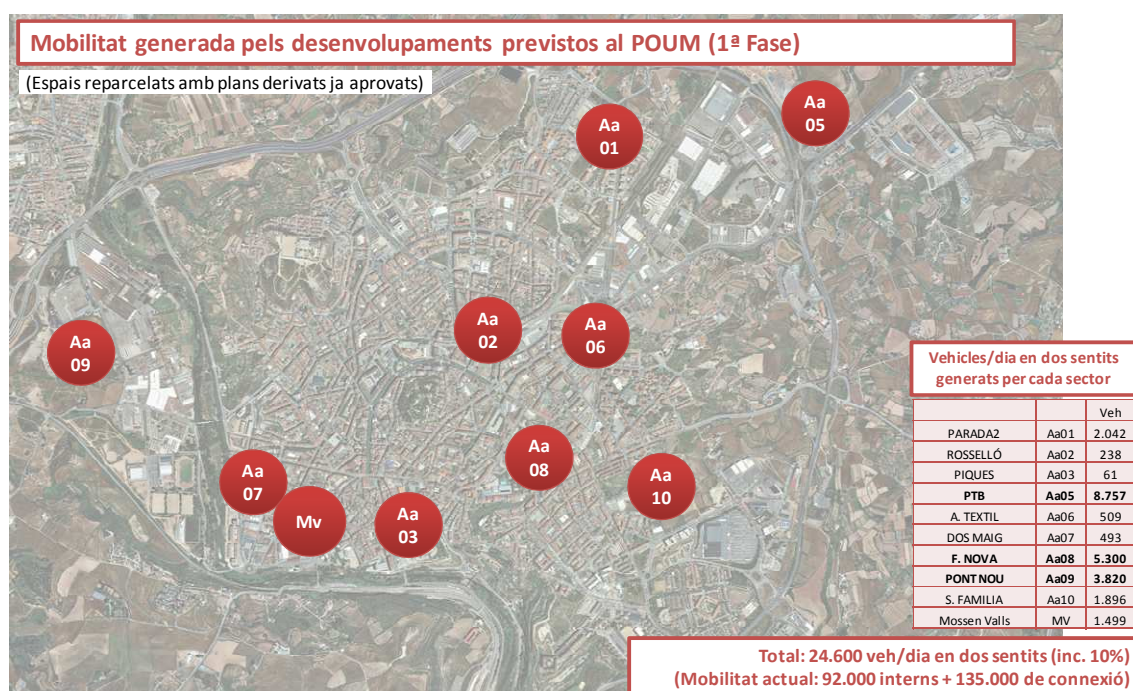 Mobilitat generada pels desenvolupaments previstos al POUM (1ª Fase)
(Espais reparcelats amb plans derivats ja aprovats)
Aa
05
Aa
01
Aa
02
Aa
06
Aa
09
Aa
08
Aa
07
Aa
10
Mv
Aa
03
Vehicles/dia en dos sentits
generats per cada sector
Veh
PARADA2 Aa01 2.042
ROSSELLÓ Aa02 238
PIQUES Aa03 61
PTB Aa05 8.757
A. TEXTIL Aa06 509
DOS MAIG Aa07 493
F. NOVA Aa08 5.300
PONT NOU Aa09 3.820
S. FAMILIA Aa10 1.896
Mossen Valls MV 1.499
Total: 24.600 veh/dia en dos sentits (inc. 10%)
(Mobilitat actual: 92.000 interns + 135.000 de connexió)